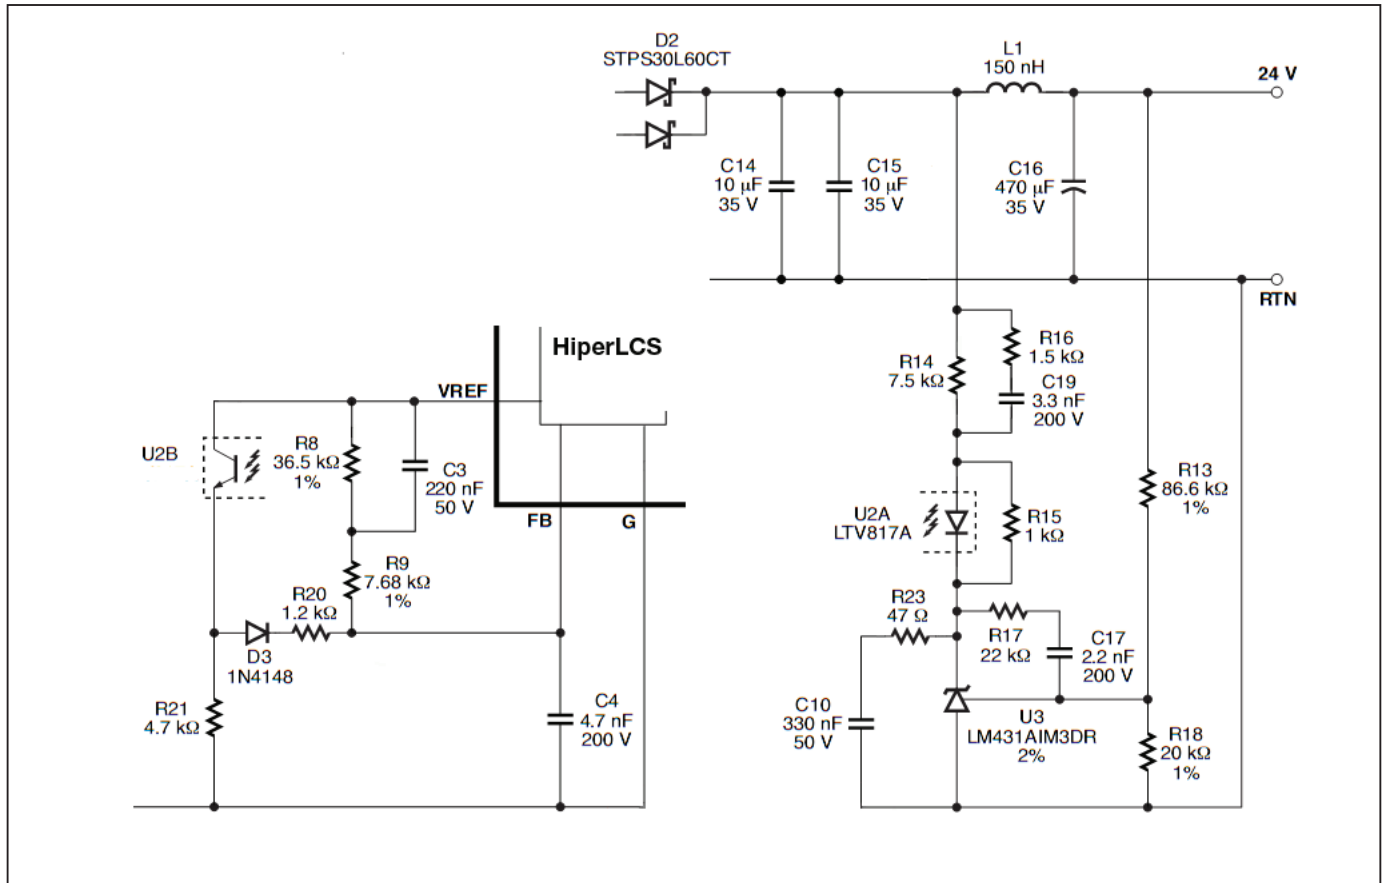 D2
STPS30L60CT
L1
150 nH
24 V
C14
10 µF
35 V
C15
10 µF
35 V
C16
470 µF
35 V
RTN
HiperLCS
VREF
R14
7.5 kΩ
R16
1.5 kΩ
C19
3.3 nF
200 V
U2B
R8
36.5 kΩ
1%
C3
220 nF
50 V
FB
G
U2A
LTV817A
R15
1 kΩ
R13
86.6 kΩ
1%
R9
7.68 kΩ
1%
R20
1.2 kΩ
D3
1N4148
R23
47 Ω
R17
22 kΩ
C17
2.2 nF
200 V
R21
4.7 kΩ
C4
4.7 nF
200 V
C10
330 nF
50 V
U3
LM431AIM3DR
2%
R18
20 kΩ
1%